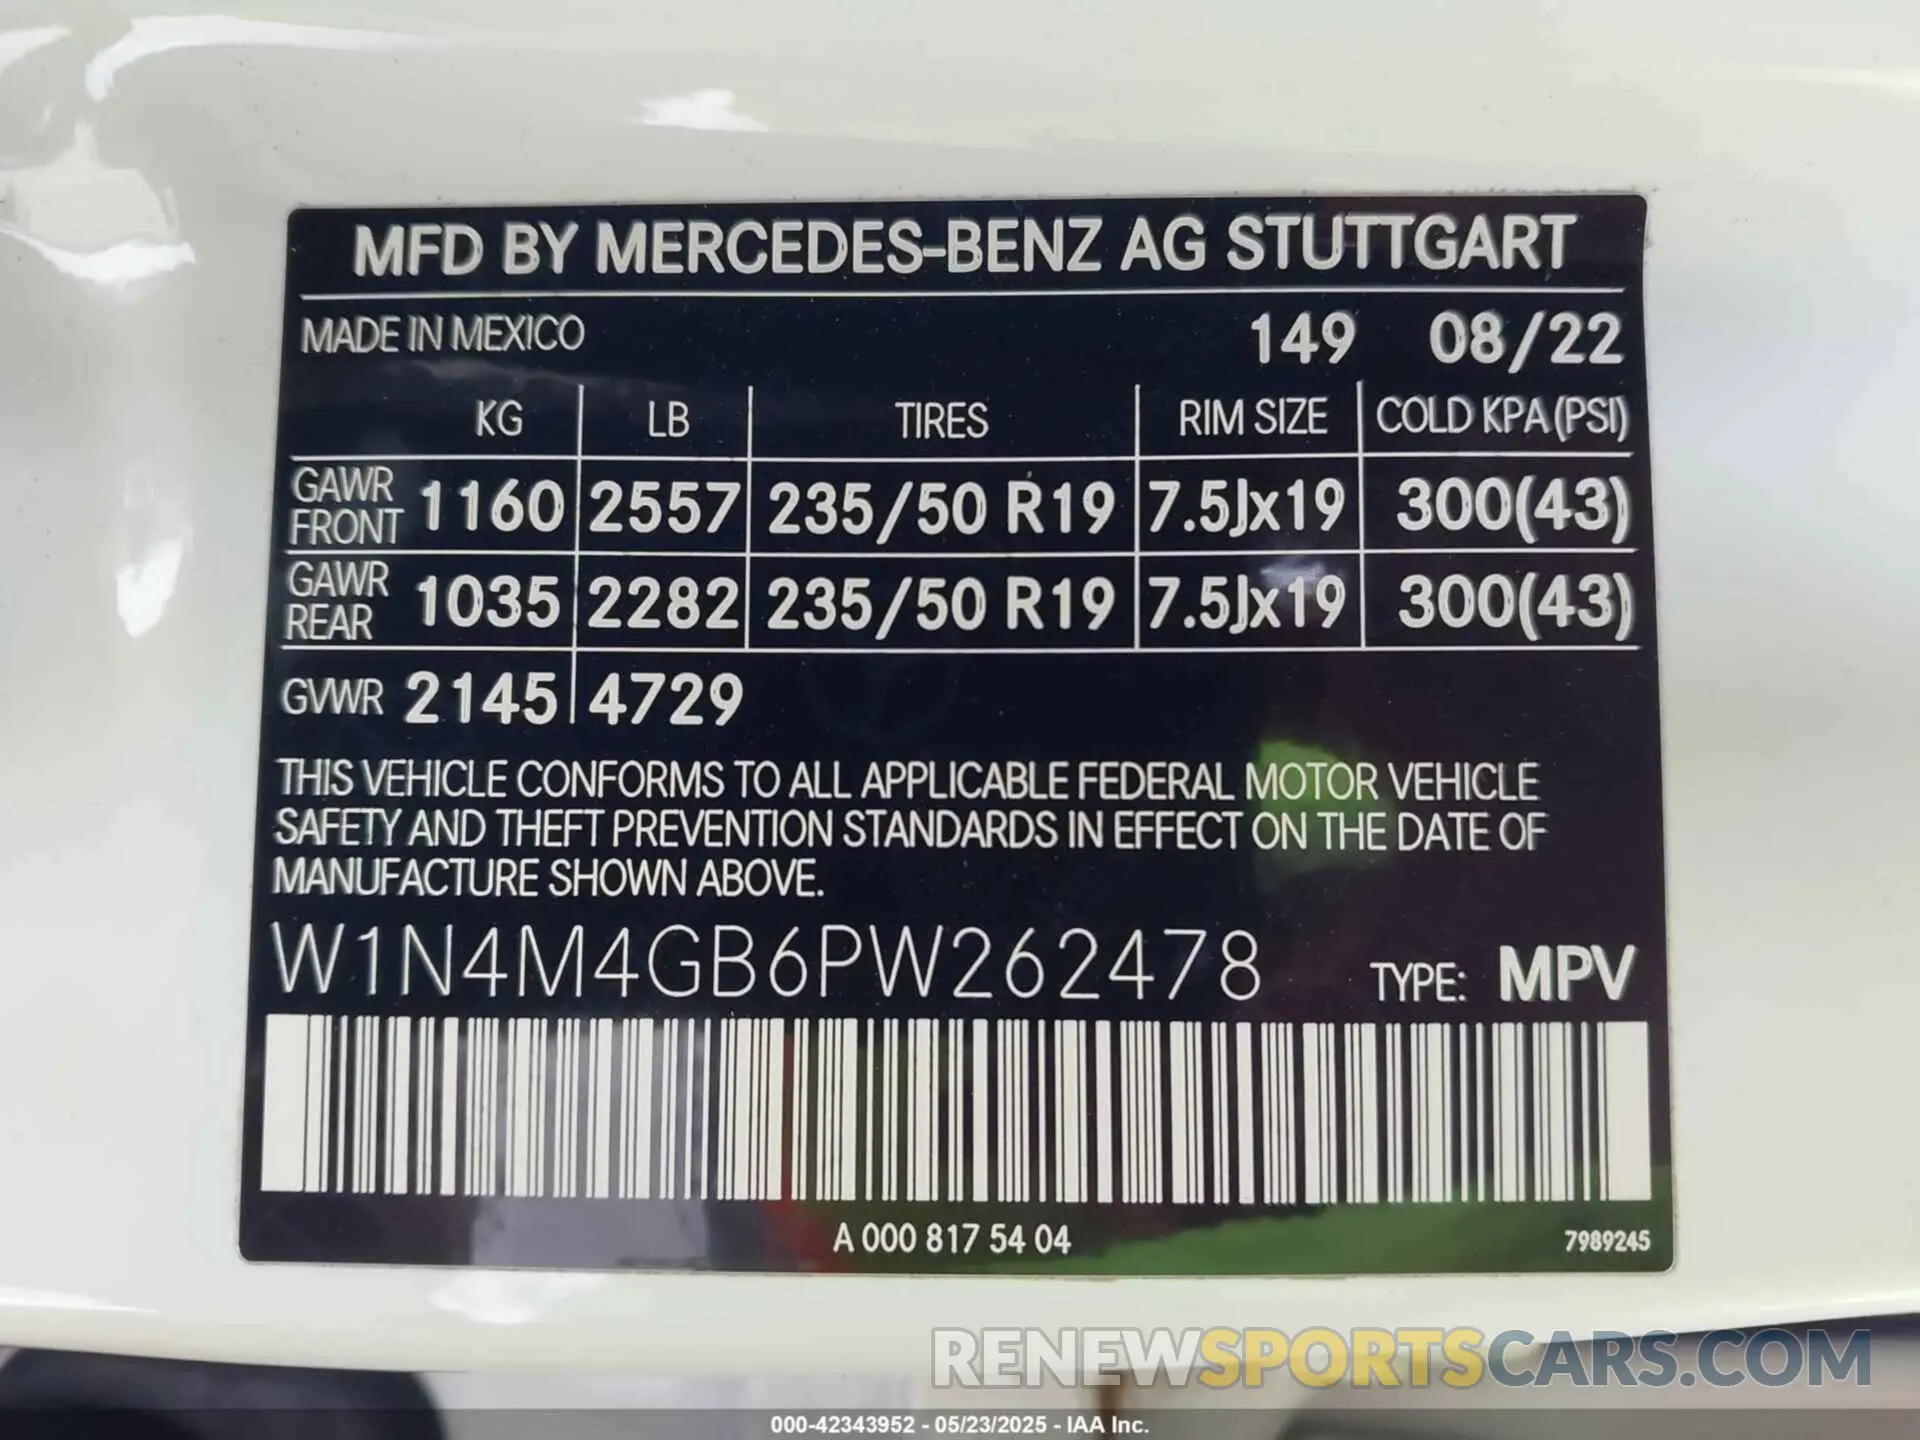 MFD BY MERCEDES-BENZ AG STUTTGART
MADE IN MEXICO 149 08/22
KG LB TIRES RIM SIZE COLD KPA (PSI)
GAWR FRONT 1160 2557 235/50 R19 7.5Jx19 300(43)
GAWR REAR 1035 2282 235/50 R19 7.5Jx19 300(43)
GVWR 2145 4729
THIS VEHICLE CONFORMS TO ALL APPLICABLE FEDERAL MOTOR VEHICLE
SAFETY AND THEFT PREVENTION STANDARDS IN EFFECT ON THE DATE OF
MANUFACTURE SHOWN ABOVE.
W1N4M4GB6PW262478 TYPE: MPV
A 000 817 54 04 7989245
RENEWSPORTSCARS.COM
000-42343952 - 05/23/2025 - IAA Inc.